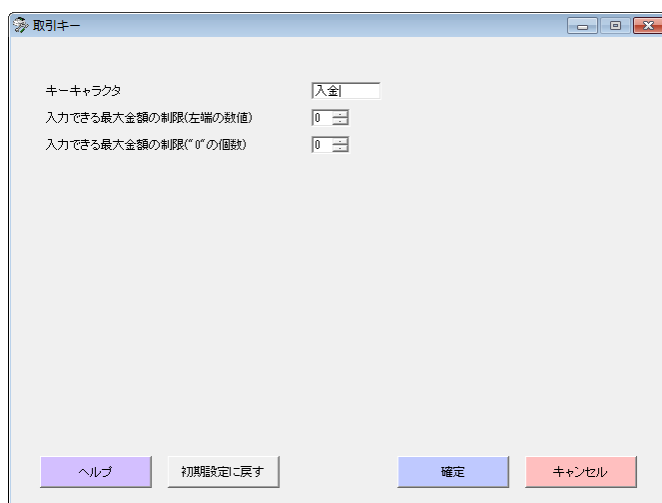 取引キー
キーキャラクタ 入金
入力できる最大金額の制限(左端の数値) 0
入力できる最大金額の制限("0"の個数) 0
ヘルプ 初期設定に戻す 確定 キャンセル